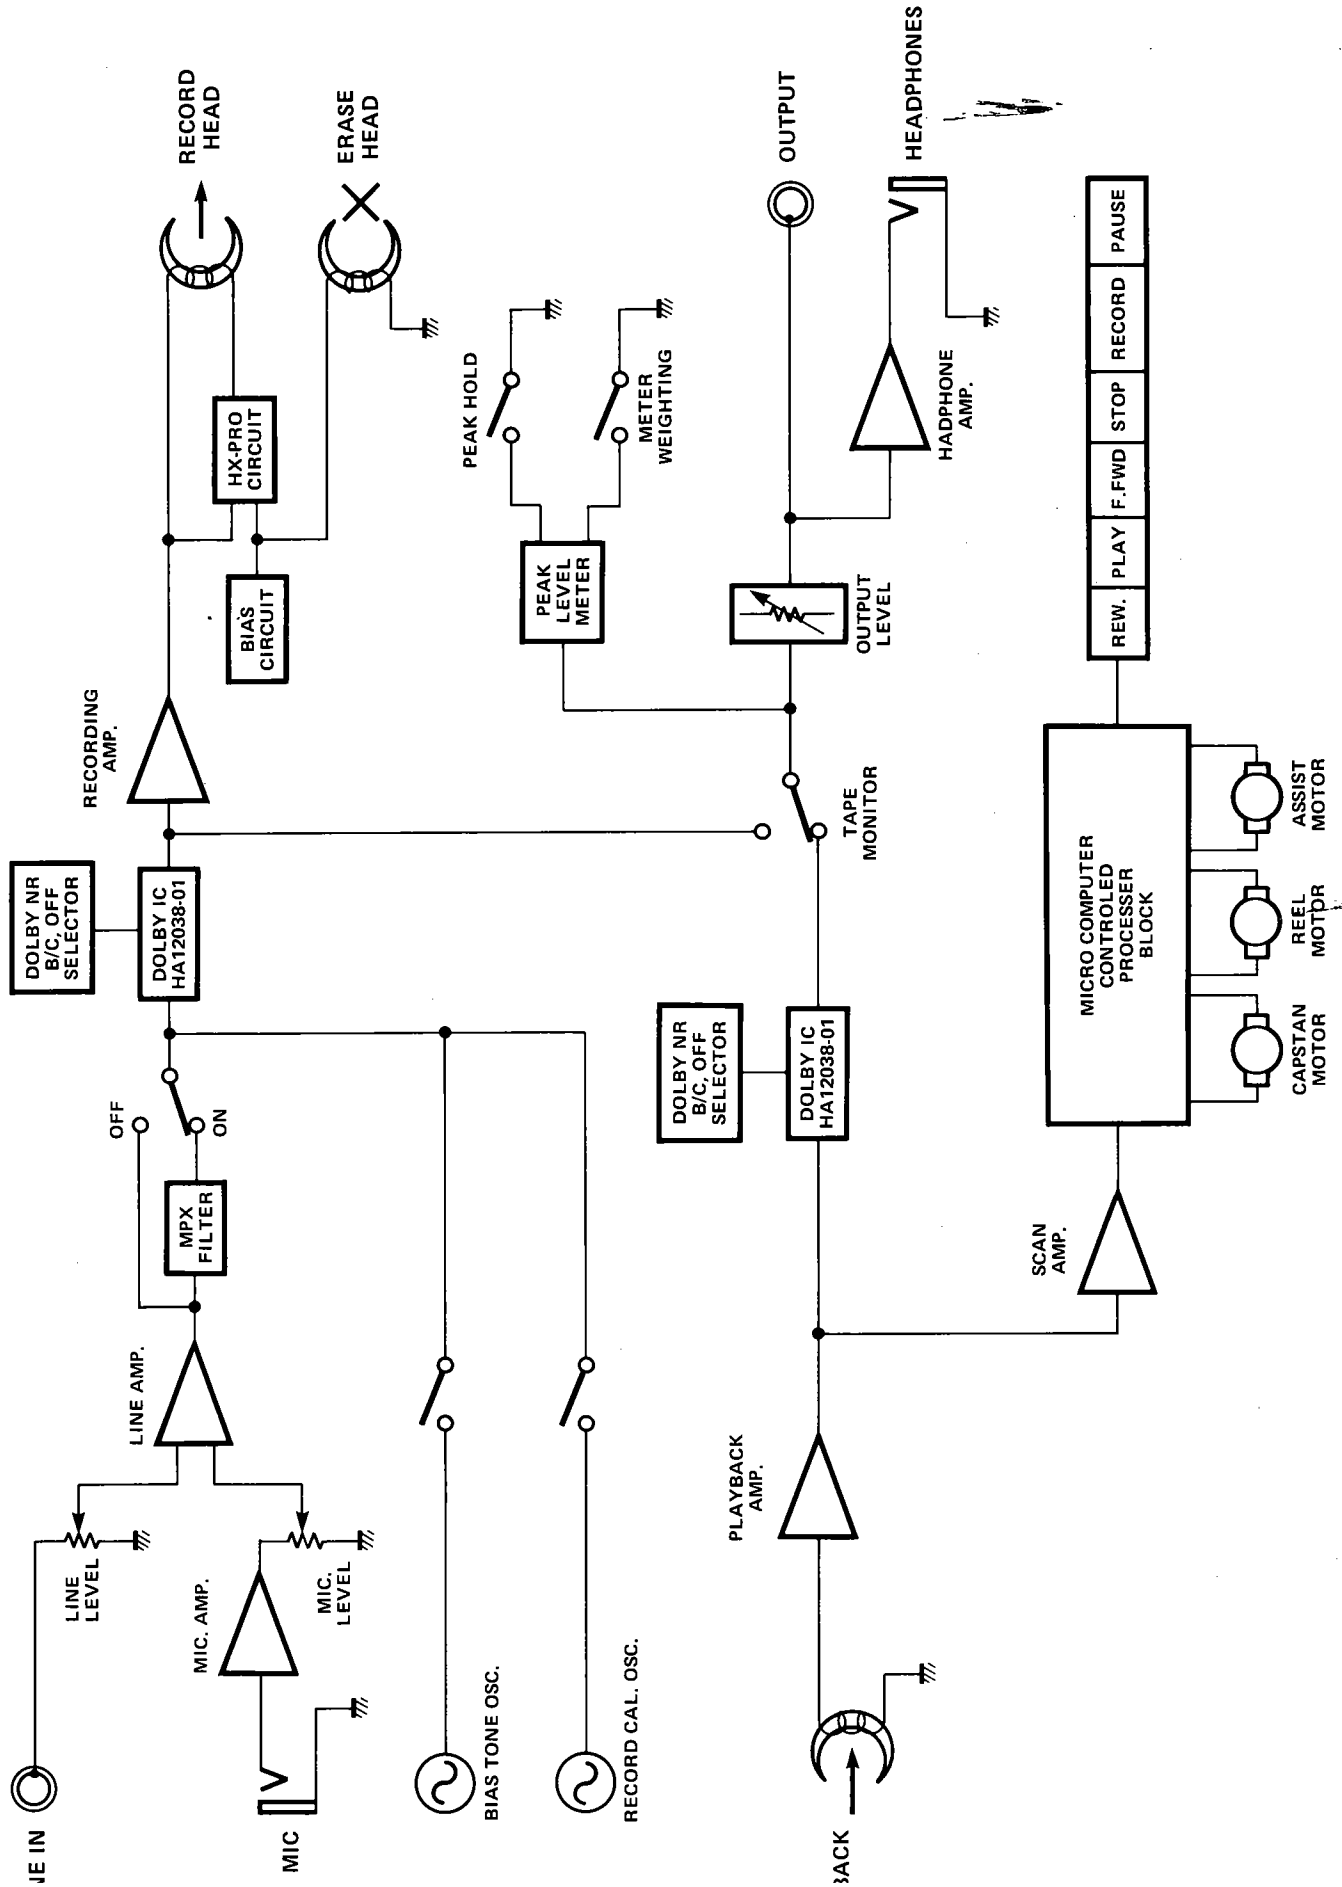 RECORD
HEAD
ERASE
HEAD
HX-PRO
CIRCUIT
BIAS
CIRCUIT
RECORDING
AMP.
DOLBY NR
B/C, OFF
SELECTOR
DOLBY IC
HA12038-01
OFF
ON
MPX
FILTER
LINE AMP.
LINE
LEVEL
MIC. AMP.
MIC.
LEVEL
NE IN
MIC
BIAS TONE OSC.
RECORD CAL. OSC.
PEAK HOLD
METER
WEIGHTING
PEAK
LEVEL
METER
OUTPUT
HEADPHONES
HADPHONE
AMP.
OUTPUT
LEVEL
TAPE
MONITOR
DOLBY NR
B/C, OFF
SELECTOR
DOLBY IC
HA12038-01
PLAYBACK
AMP.
BACK
SCAN
AMP.
MICRO COMPUTER
CONTROLED
PROCESSER
BLOCK
CAPSTAN
MOTOR
REEL
MOTOR
ASSIST
MOTOR
REW. PLAY F.FWD STOP RECORD PAUSE